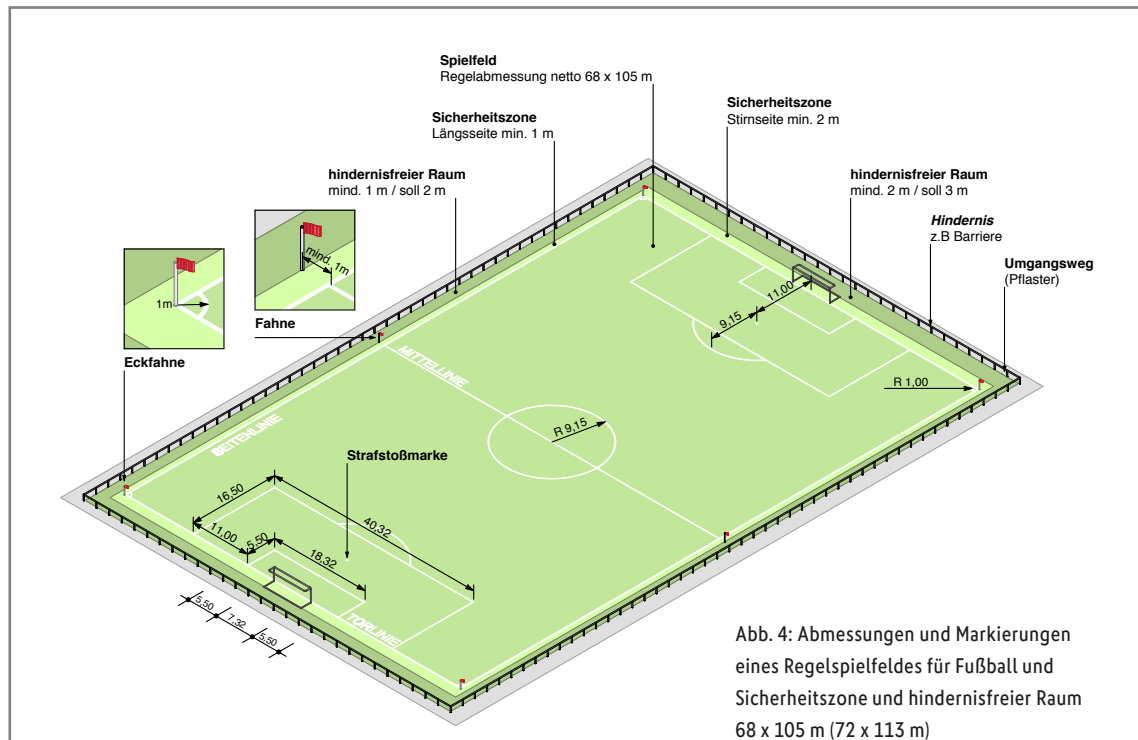 Spielfeld
Regelabmessung netto 68 x 105 m
Sicherheitszone
Längsseite min. 1 m
Sicherheitszone
Stirnseite min. 2 m
hindernisfreier Raum
mind. 1 m / soll 2 m
hindernisfreier Raum
mind. 2 m / soll 3 m
Hindernis
z.B Barriere
Umgangsweg
(Pflaster)
mind. 1m
1m
Fahne
Eckfahne
11,00
9,15
MITTELLINIE
R 1,00
SEITENLINIE
R 9,15
Strafstoßmarke
16,50
40,32
11,00
5,50
18,32
TORLINIE
5,50
7,32
5,50
Abb. 4: Abmessungen und Markierungen
eines Regelspielfeldes für Fußball und
Sicherheitszone und hindernisfreier Raum
68 x 105 m (72 x 113 m)